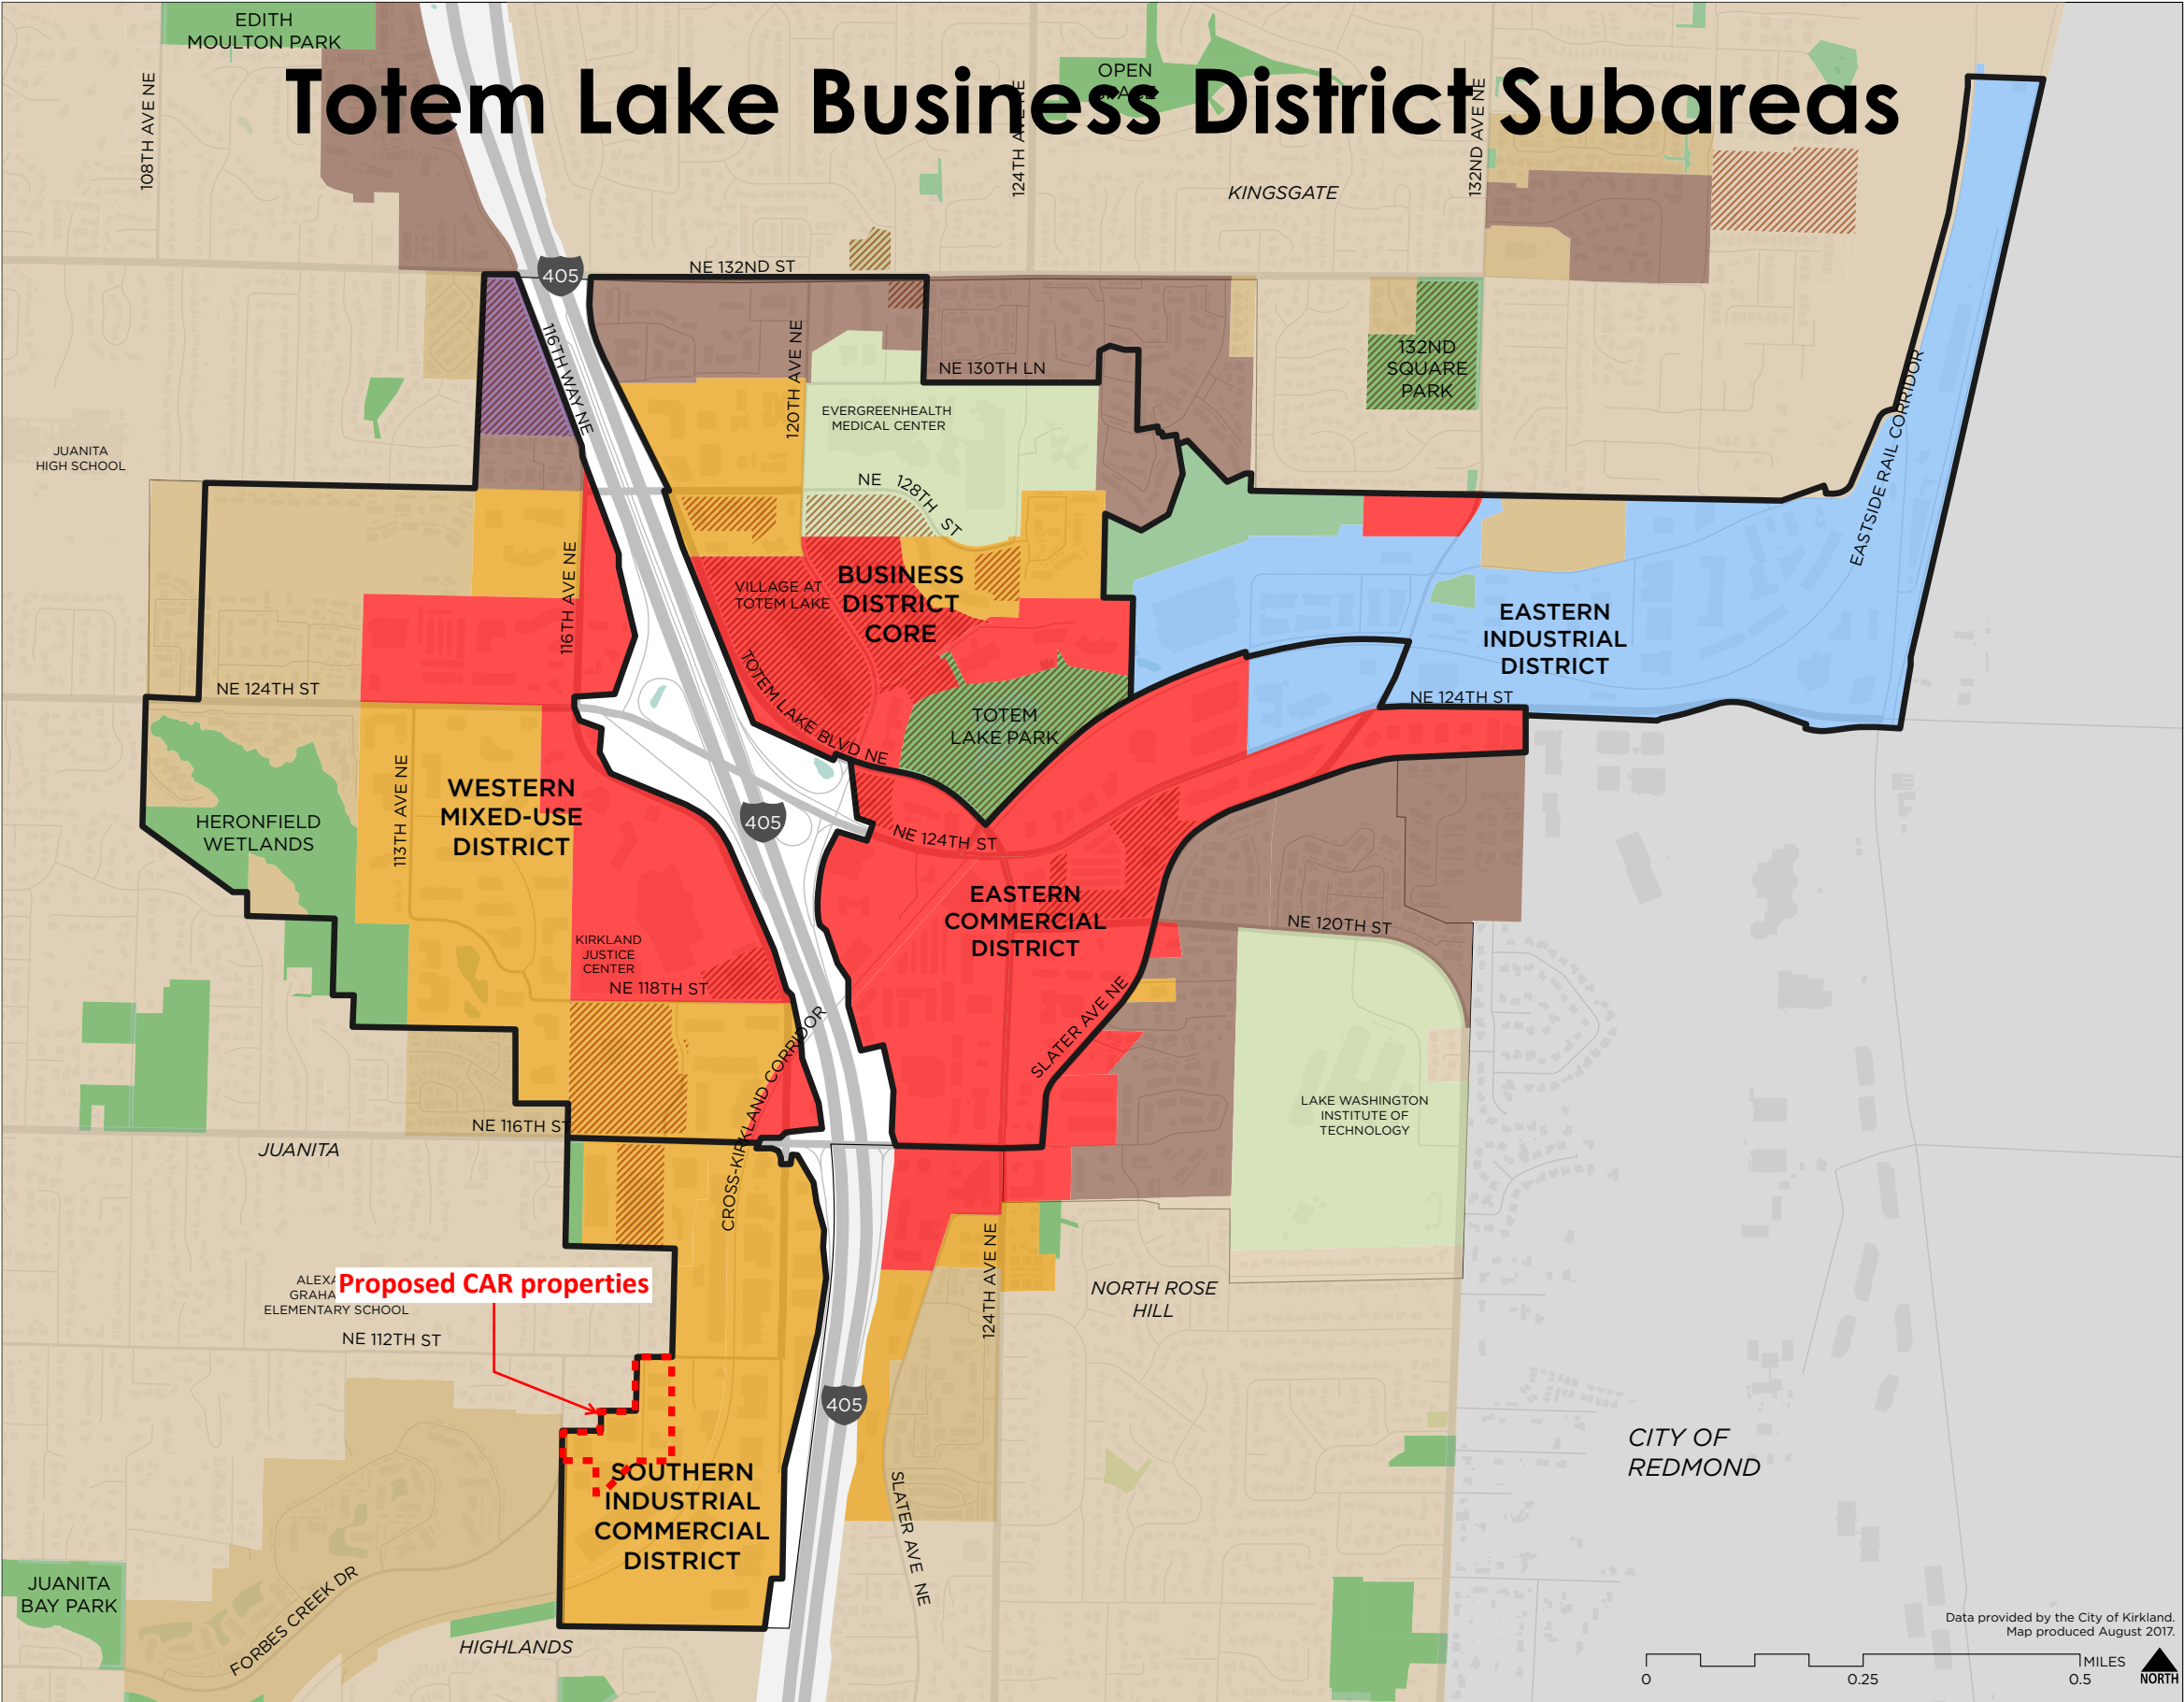 EDITH
MOULTON PARK
OPEN
Totem Lake Business District Subareas
108TH AVE NE
124TH AVE NE
132ND AVE NE
KINGSGATE
405
NE 132ND ST
116TH WAY NE
120TH AVE NE
NE 130TH LN
132ND
SQUARE
PARK
EASTSIDE RAIL CORRIDOR
EVERGREENHEALTH
MEDICAL CENTER
JUANITA
HIGH SCHOOL
NE 128TH ST
116TH AVE NE
VILLAGE AT
TOTEM LAKE
BUSINESS
DISTRICT
CORE
EASTERN
INDUSTRIAL
DISTRICT
NE 124TH ST
NE 124TH ST
TOTEM LAKE BLVD NE
TOTEM
LAKE PARK
WESTERN
MIXED-USE
DISTRICT
113TH AVE NE
HERONFIELD
WETLANDS
405
NE 124TH ST
EASTERN
COMMERCIAL
DISTRICT
NE 120TH ST
KIRKLAND
JUSTICE
CENTER
NE 118TH ST
SLATER AVE NE
CROSS-KIRKLAND CORRIDOR
LAKE WASHINGTON
INSTITUTE OF
TECHNOLOGY
NE 116TH ST
JUANITA
124TH AVE NE
NORTH ROSE
HILL
Proposed CAR properties
ELEMENTARY SCHOOL
NE 112TH ST
405
CITY OF
REDMOND
SOUTHERN
INDUSTRIAL
COMMERCIAL
DISTRICT
SLATER AVE NE
JUANITA
BAY PARK
FORBES CREEK DR
HIGHLANDS
Data provided by the City of Kirkland.
Map produced August 2017.
MILES
0 0.25 0.5
NORTH